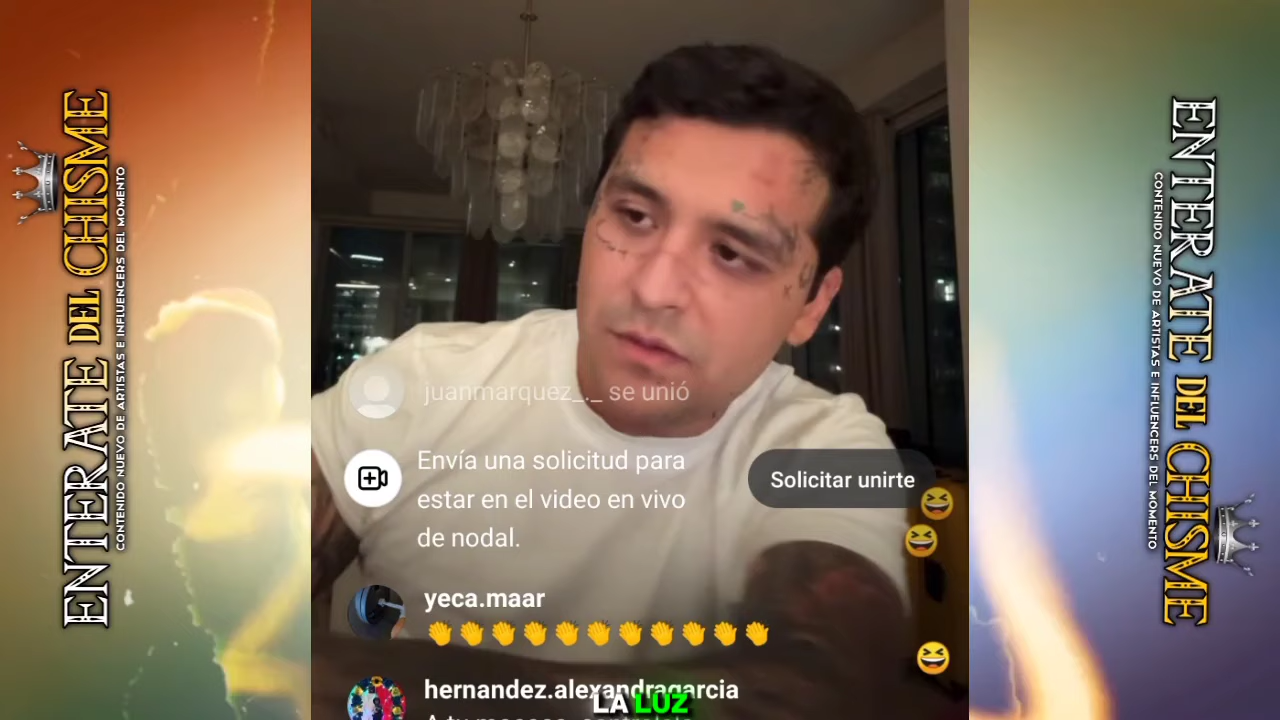 ENTERATE DEL CHISME
CONTENIDO NUEVO DE ARTISTAS E INFLUENCERS DEL MOMENTO
juanmarquez_._ se unió
Envía una solicitud para
estar en el video en vivo
de nodal.
Solicitar unirte
yeca.maar
👏👏👏👏👏👏👏👏👏👏👏
hernandez.alexandragarcia
LA LUZ
ENTERATE DEL CHISME
CONTENIDO NUEVO DE ARTISTAS E INFLUENCERS DEL MOMENTO